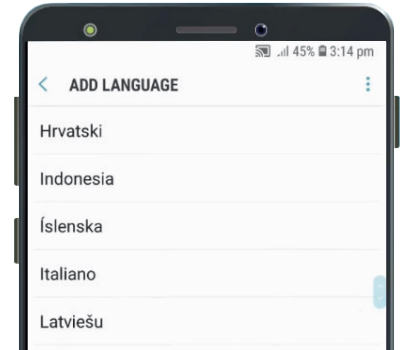 45% 3:14 pm
ADD LANGUAGE
Hrvatski
Indonesia
Íslenska
Italiano
Latviešu